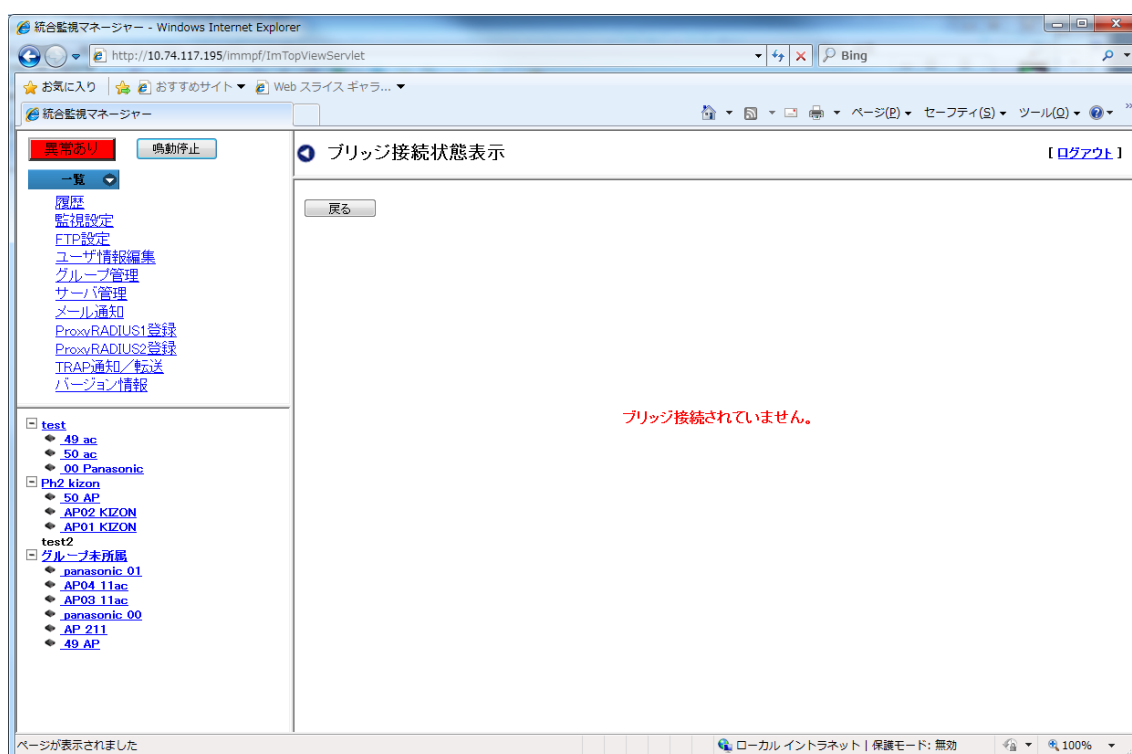 統合監視マネージャー - Windows Internet Explorer
http://10.74.117.195/immpf/ImTopViewServlet
Bing
お気に入り
おすすめサイト
Web スライス ギャラ...
統合監視マネージャー
ページ(P)
セーフティ(S)
ツール(O)
»
異常あり
鳴動停止
ブリッジ接続状態表示
[ ログアウト ]
一覧
戻る
履歴
監視設定
FTP設定
ユーザ情報編集
グループ管理
サーバ管理
メール通知
ProxyRADIUS1登録
ProxyRADIUS2登録
TRAP通知/転送
バージョン情報
ブリッジ接続されていません。
test
49 ac
50 ac
00 Panasonic
Ph2 kizon
50 AP
AP02 KIZON
AP01 KIZON
test2
グループ未所属
panasonic 01
AP04 11ac
AP03 11ac
panasonic 00
AP 211
49 AP
ページが表示されました
ローカル イントラネット | 保護モード: 無効
100%